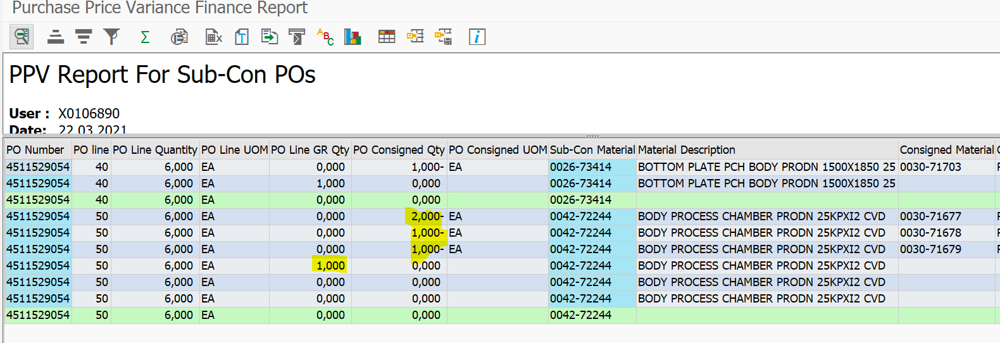 Purchase Price Variance Finance Report
PPV Report For Sub-Con POs
User : X0106890
Date: 22.03.2021
PO Number PO line PO Line Quantity PO Line UOM PO Line GR Qty PO Consigned Qty PO Consigned UOM Sub-Con Material Material Description Consigned Material
4511529054 40 6,000 EA 0,000 1,000- EA 0026-73414 BOTTOM PLATE PCH BODY PRODN 1500X1850 25 0030-71703
4511529054 40 6,000 EA 1,000 0,000 0026-73414 BOTTOM PLATE PCH BODY PRODN 1500X1850 25
4511529054 40 6,000 EA 0,000 0,000 0026-73414
4511529054 50 6,000 EA 0,000 2,000- EA 0042-72244 BODY PROCESS CHAMBER PRODN 25KPXI2 CVD 0030-71677
4511529054 50 6,000 EA 0,000 1,000- EA 0042-72244 BODY PROCESS CHAMBER PRODN 25KPXI2 CVD 0030-71678
4511529054 50 6,000 EA 0,000 1,000- EA 0042-72244 BODY PROCESS CHAMBER PRODN 25KPXI2 CVD 0030-71679
4511529054 50 6,000 EA 1,000 0,000 0042-72244 BODY PROCESS CHAMBER PRODN 25KPXI2 CVD
4511529054 50 6,000 EA 0,000 0,000 0042-72244 BODY PROCESS CHAMBER PRODN 25KPXI2 CVD
4511529054 50 6,000 EA 0,000 0,000 0042-72244 BODY PROCESS CHAMBER PRODN 25KPXI2 CVD
4511529054 50 6,000 EA 0,000 0,000 0042-72244